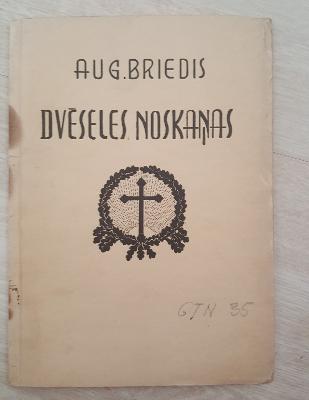 AUG. BRIEDIS
DVĒSELES NOSKAŅAS
GTN 35